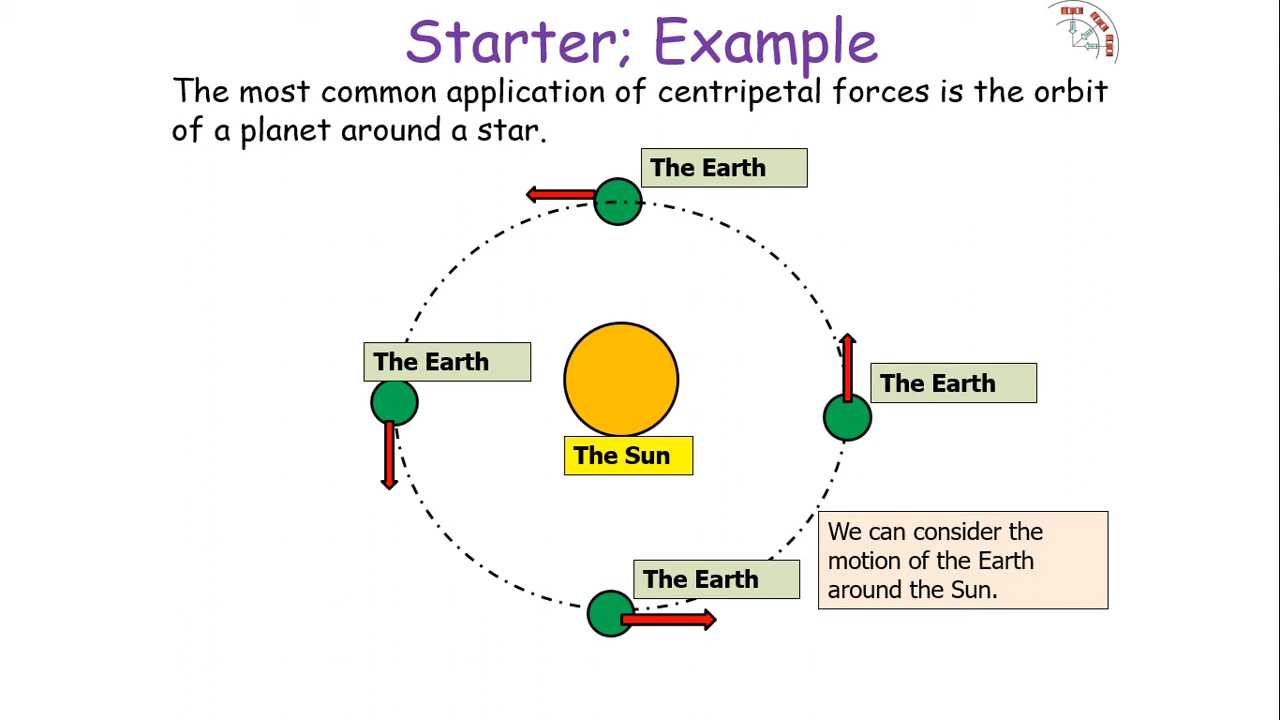 Starter; Example
The most common application of centripetal forces is the orbit
of a planet around a star.
The Earth
The Earth
The Earth
The Sun
The Earth
We can consider the
motion of the Earth
around the Sun.